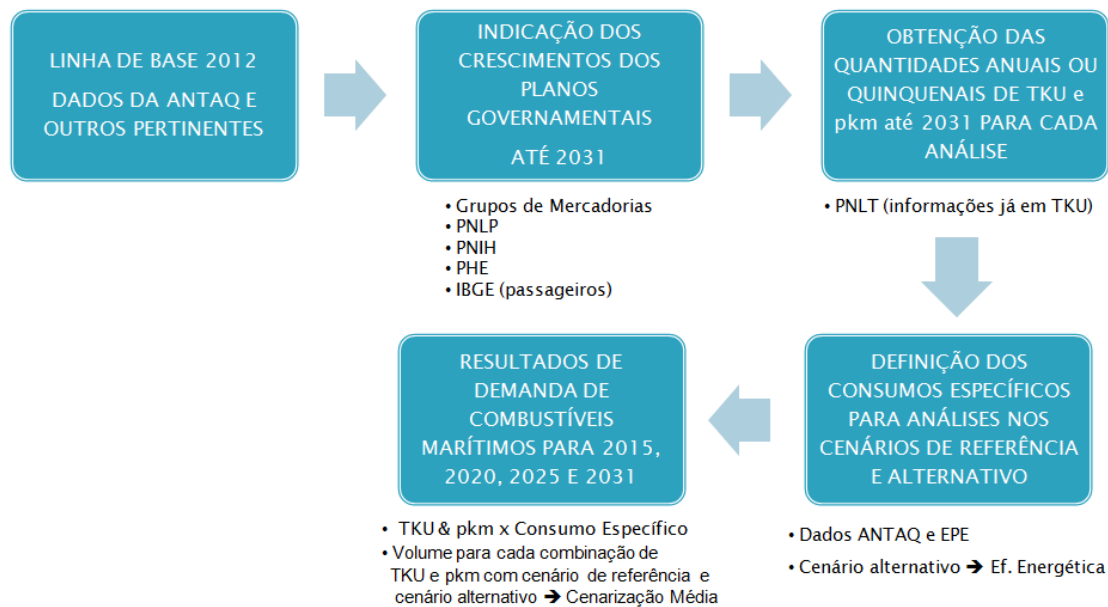 LINHA DE BASE 2012
DADOS DA ANTAQ E
OUTROS PERTINENTES
INDICAÇÃO DOS
CRESCIMENTOS DOS
PLANOS
GOVERNAMENTAIS
ATÉ 2031
• Grupos de Mercadorias
• PNLP
• PNIH
• PHE
• IBGE (passageiros)
OBTENÇÃO DAS
QUANTIDADES ANUAIS OU
QUINQUENAIS DE TKU e
pkm até 2031 PARA CADA
ANÁLISE
• PNLT (informações já em TKU)
DEFINIÇÃO DOS
CONSUMOS ESPECÍFICOS
PARA ANÁLISES NOS
CENÁRIOS DE REFERÊNCIA
E ALTERNATIVO
• Dados ANTAQ e EPE
• Cenário alternativo ➔ Ef. Energética
RESULTADOS DE
DEMANDA DE
COMBUSTÍVEIS
MARÍTIMOS PARA 2015,
2020, 2025 E 2031
• TKU & pkm x Consumo Específico
• Volume para cada combinação de
TKU e pkm com cenário de referência e
cenário alternativo ➔ Cenarização Média